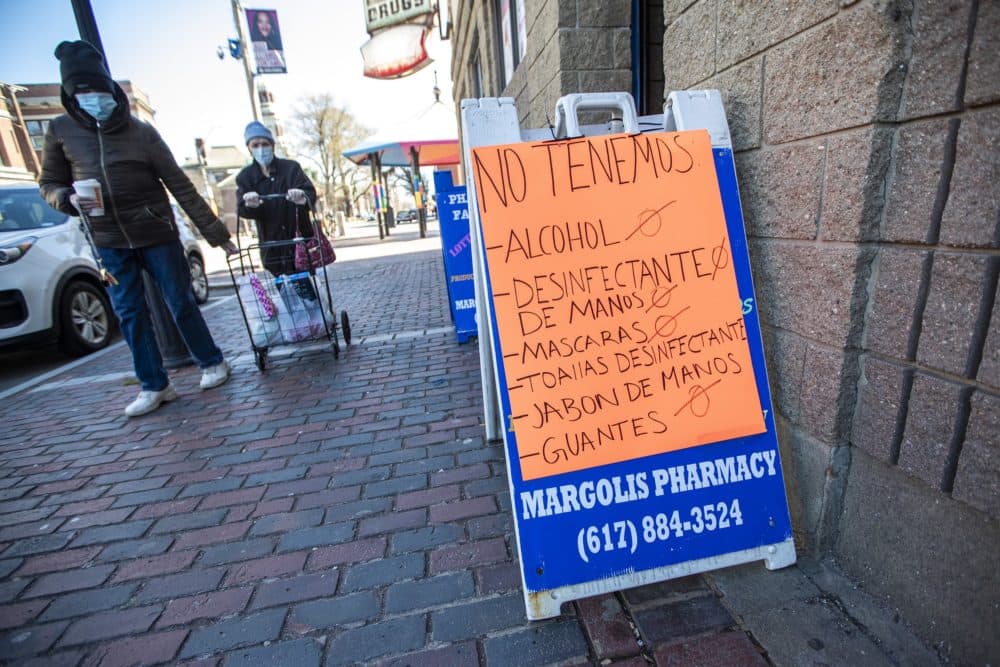 DRUGS
NO TENEMOS
-ALCOHOL Ø
-DESINFECTANTE Ø
DE MANOS Ø
-MASCARAS Ø
-TOALLAS DESINFECTANTE
-JABON DE MANOS Ø
-GUANTES
MARGOLIS PHARMACY
(617) 884-3524